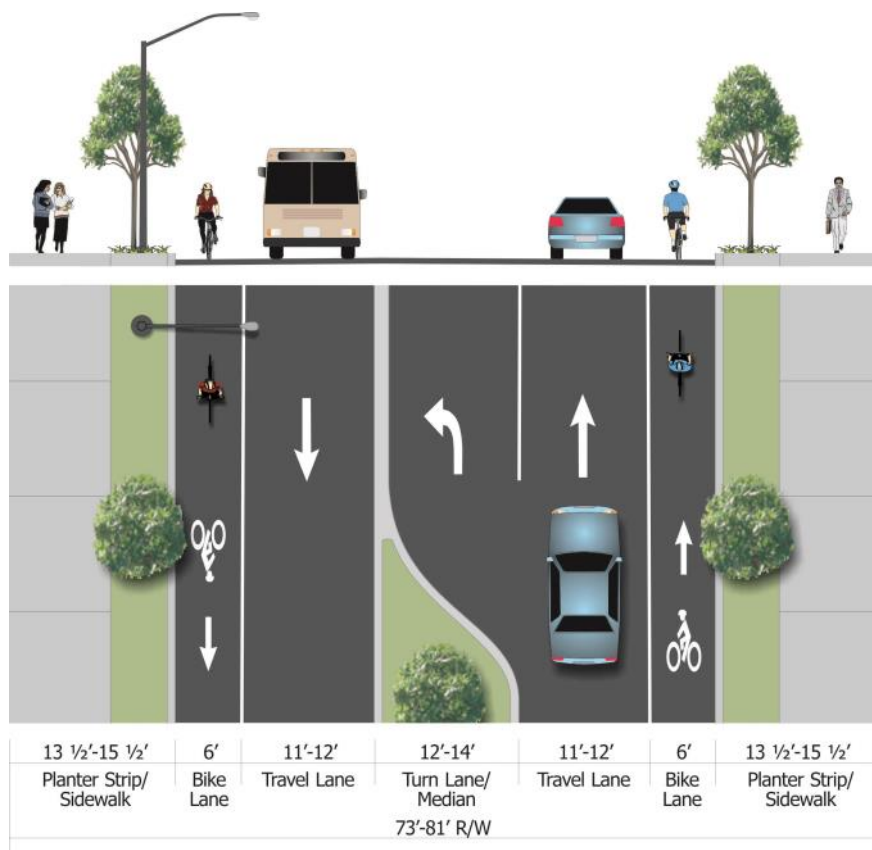 13 ½′-15 ½′ 6′ 11′-12′ 12′-14′ 11′-12′ 6′ 13 ½′-15 ½′
Planter Strip/ Bike Travel Lane Turn Lane/ Travel Lane Bike Planter Strip/
Sidewalk Lane Median Lane Sidewalk
73′-81′ R/W